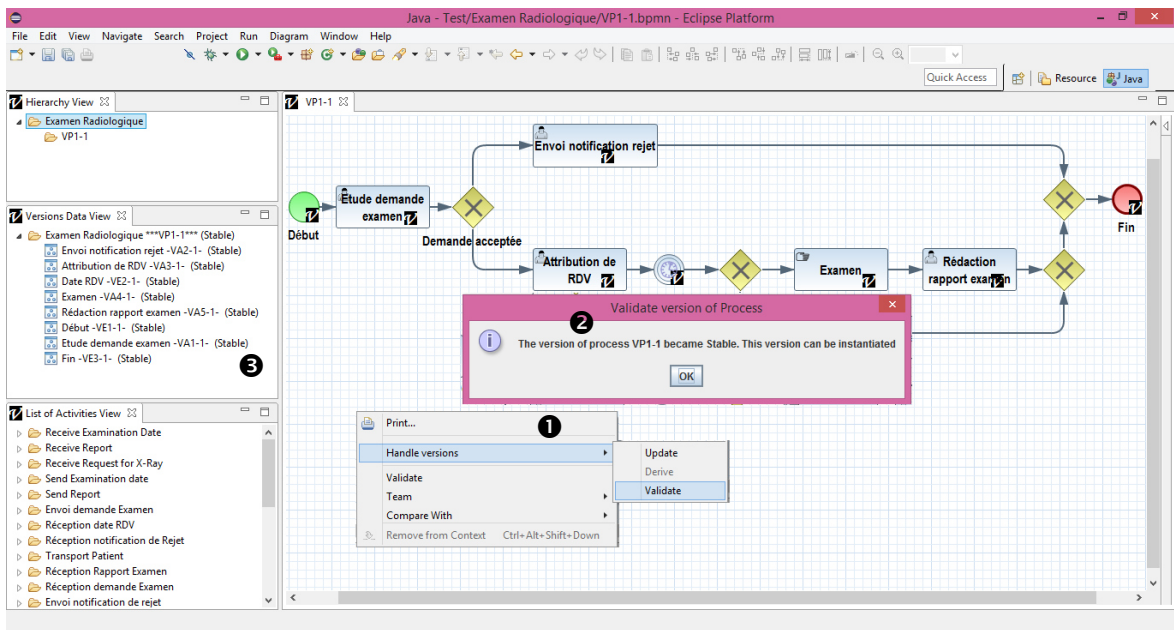 Java - Test/Examen Radiologique/VP1-1.bpmn - Eclipse Platform
File Edit View Navigate Search Project Run Diagram Window Help
Quick Access
Resource
Java
Hierarchy View
Examen Radiologique
VP1-1
Versions Data View
Examen Radiologique ***VP1-1*** (Stable)
Envoi notification rejet -VA2-1- (Stable)
Attribution de RDV -VA3-1- (Stable)
Date RDV -VE2-1- (Stable)
Examen -VA4-1- (Stable)
Rédaction rapport examen -VA5-1- (Stable)
Début -VE1-1- (Stable)
Etude demande examen -VA1-1- (Stable)
Fin -VE3-1- (Stable)
3
List of Activities View
Receive Examination Date
Receive Report
Receive Request for X-Ray
Send Examination date
Send Report
Envoi demande Examen
Réception date RDV
Réception notification de Rejet
Transport Patient
Réception Rapport Examen
Réception demande Examen
Envoi notification de rejet
VP1-1
Envoi notification rejet
Etude demande
examen
Début
Demande acceptée
Fin
Attribution de
RDV
Examen
Rédaction
rapport examen
Validate version of Process
2
The version of process VP1-1 became Stable. This version can be instantiated
OK
1
Print...
Handle versions
Validate
Team
Compare With
Remove from Context Ctrl+Alt+Shift+Down
Update
Derive
Validate